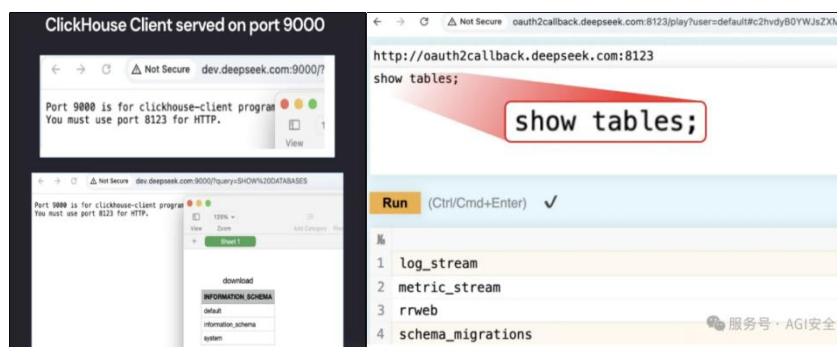 ClickHouse Client served on port 9000
Not Secure dev.deepseek.com:9000/?
Port 9000 is for clickhouse-client program
You must use port 8123 for HTTP.
View
Not Secure dev.deepseek.com:9000/?query=SHOW%20DATABASES
Port 9000 is for clickhouse-client program
You must use port 8123 for HTTP.
125%
View Zoom Add Category
Sheet 1
download
INFORMATION_SCHEMA
default
information_schema
system
Not Secure oauth2callback.deepseek.com:8123/play?user=default#c2hvdyB0YWJsZXM
http://oauth2callback.deepseek.com:8123
show tables;
show tables;
Run (Ctrl/Cmd+Enter) ✓
№
1 log_stream
2 metric_stream
3 rrweb
4 schema_migrations
服务号 · AGI安全